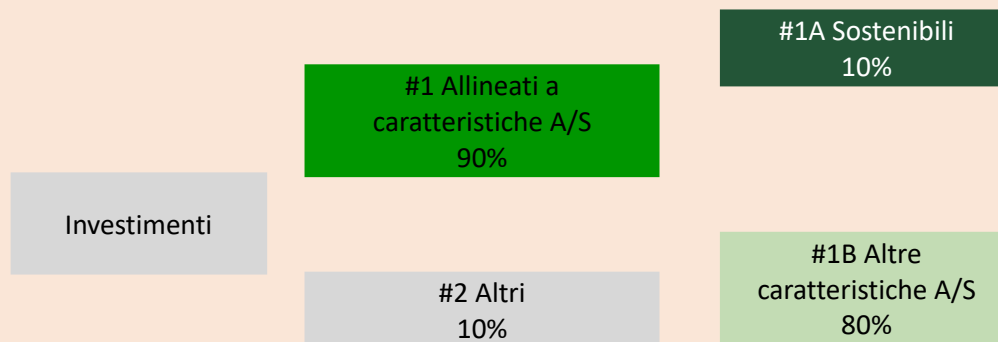 Investimenti
#1 Allineati a
caratteristiche A/S
90%
#2 Altri
10%
#1A Sostenibili
10%
#1B Altre
caratteristiche A/S
80%